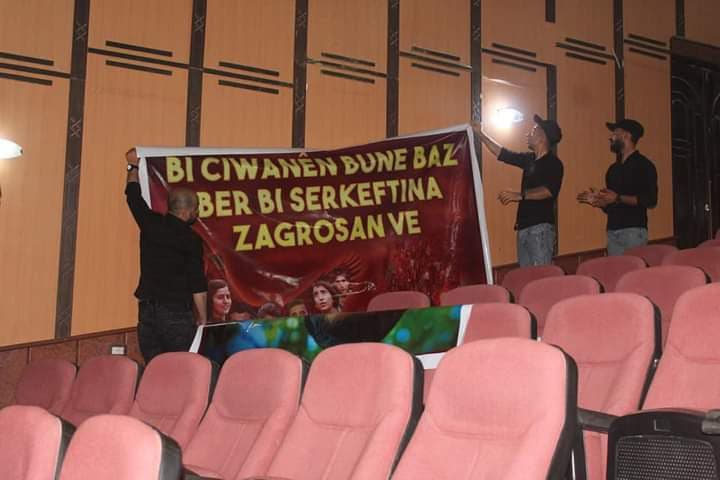 BI CIWANÊN BUNE BAZ
BER BI SERKEFTINA
ZAGROSAN VE